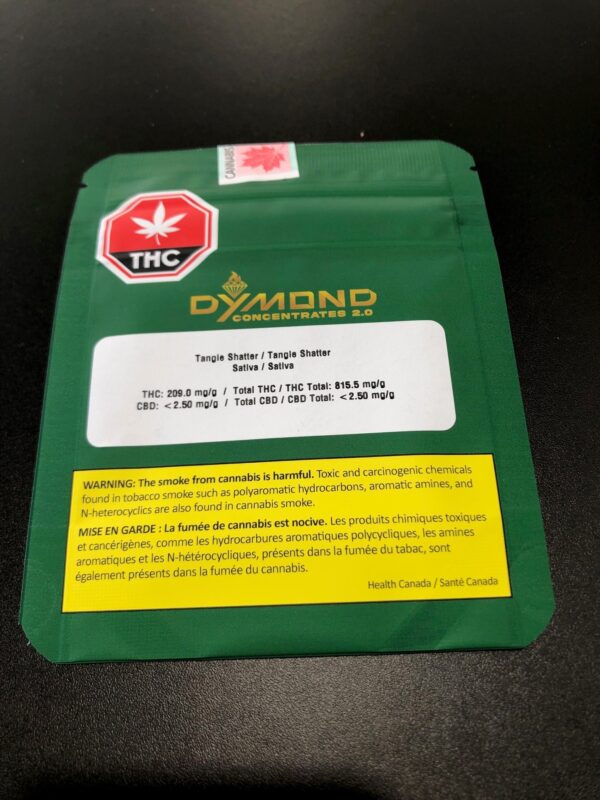 CANNABIS
THC
DYMOND
CONCENTRATES 2.0
Tangie Shatter / Tangie Shatter
Sativa / Sativa
THC: 209.0 mg/g / Total THC / THC Total: 815.5 mg/g
CBD: <2.50 mg/g / Total CBD / CBD Total: <2.50 mg/g
WARNING: The smoke from cannabis is harmful. Toxic and carcinogenic chemicals
found in tobacco smoke such as polyaromatic hydrocarbons, aromatic amines, and
N-heterocyclics are also found in cannabis smoke.
MISE EN GARDE : La fumée de cannabis est nocive. Les produits chimiques toxiques
et cancérigènes, comme les hydrocarbures aromatiques polycycliques, les amines
aromatiques et les N-hétérocycliques, présents dans la fumée du tabac, sont
également présents dans la fumée du cannabis.
Health Canada / Santé Canada